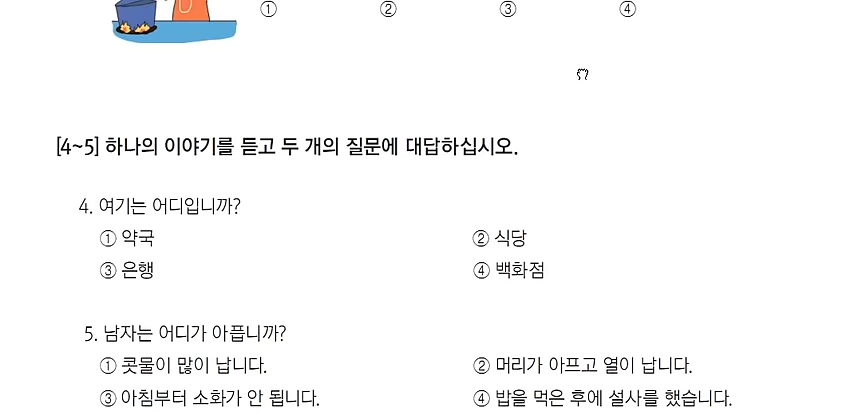 ① ② ③ ④
[4~5] 하나의 이야기를 듣고 두 개의 질문에 대답하십시오.
4. 여기는 어디입니까?
① 약국 ② 식당
③ 은행 ④ 백화점
5. 남자는 어디가 아픕니까?
① 콧물이 많이 납니다. ② 머리가 아프고 열이 납니다.
③ 아침부터 소화가 안 됩니다. ④ 밥을 먹은 후에 설사를 했습니다.